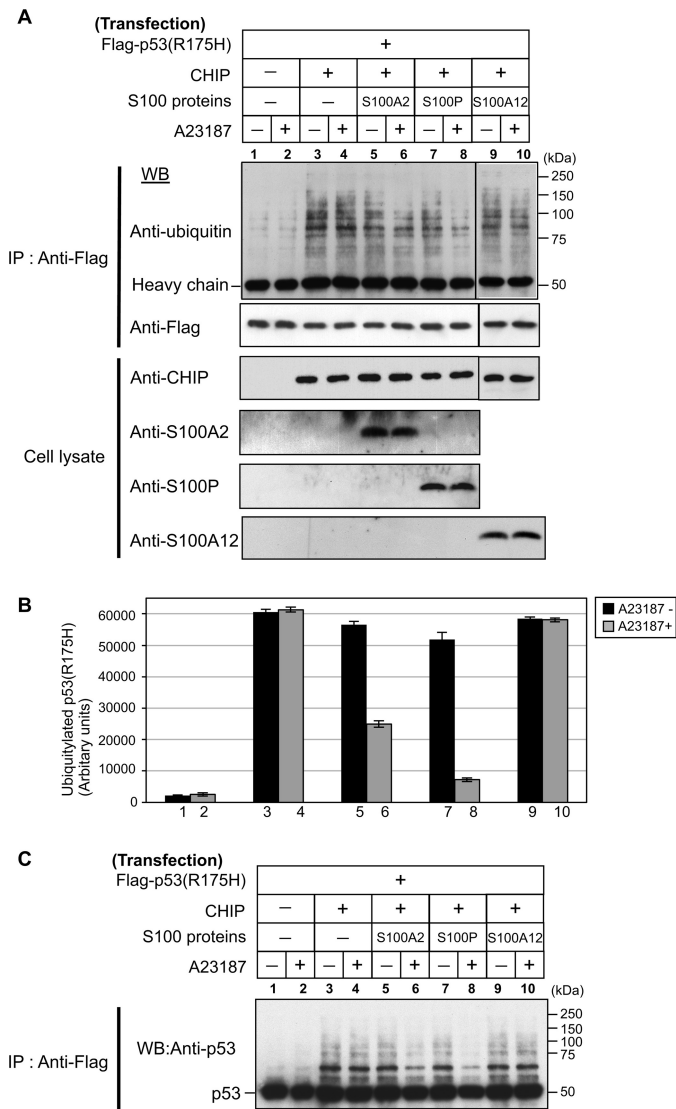 A
(Transfection)
Flag-p53(R175H) +
CHIP – + + + +
S100 proteins – – S100A2 S100P S100A12
A23187 – + – + – + – + – +
1 2 3 4 5 6 7 8 9 10 (kDa)
WB
250
150
100
75
50
IP : Anti-Flag
Anti-ubiquitin
Heavy chain
Anti-Flag
Cell lysate
Anti-CHIP
Anti-S100A2
Anti-S100P
Anti-S100A12
B
Ubiquitylated p53(R175H)
(Arbitary units)
60000
50000
40000
30000
20000
10000
0
1 2 3 4 5 6 7 8 9 10
A23187 -
A23187+
C
(Transfection)
Flag-p53(R175H) +
CHIP – + + + +
S100 proteins – – S100A2 S100P S100A12
A23187 – + – + – + – + – +
1 2 3 4 5 6 7 8 9 10 (kDa)
250
150
100
75
50
IP : Anti-Flag
WB:Anti-p53
p53